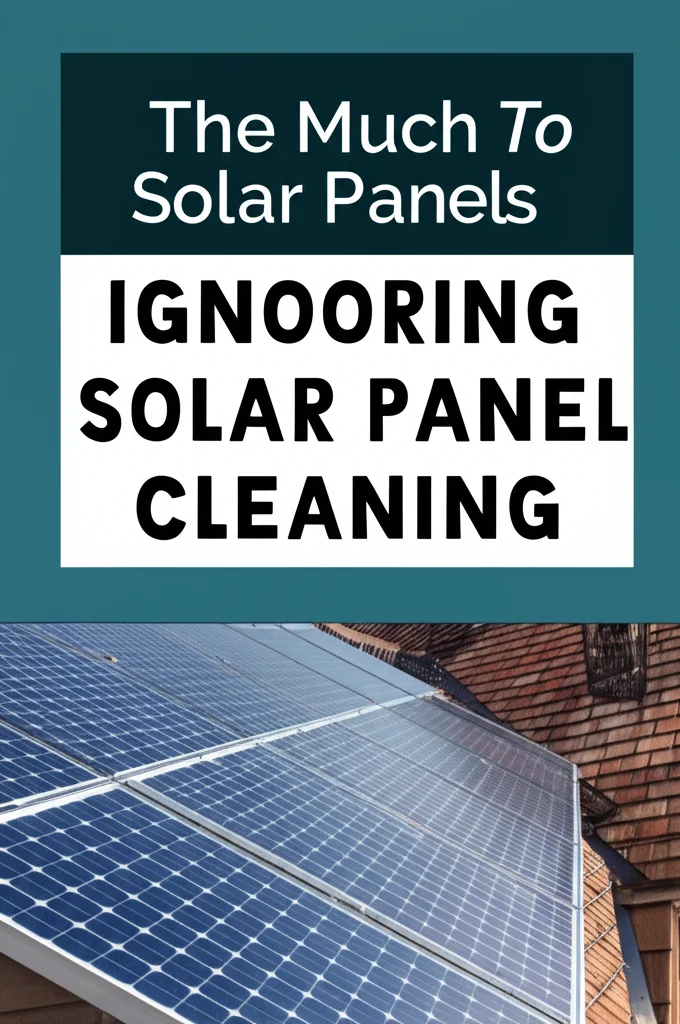 The Much To
Solar Panels
IGNOORING
SOLAR PANEL
CLEANING